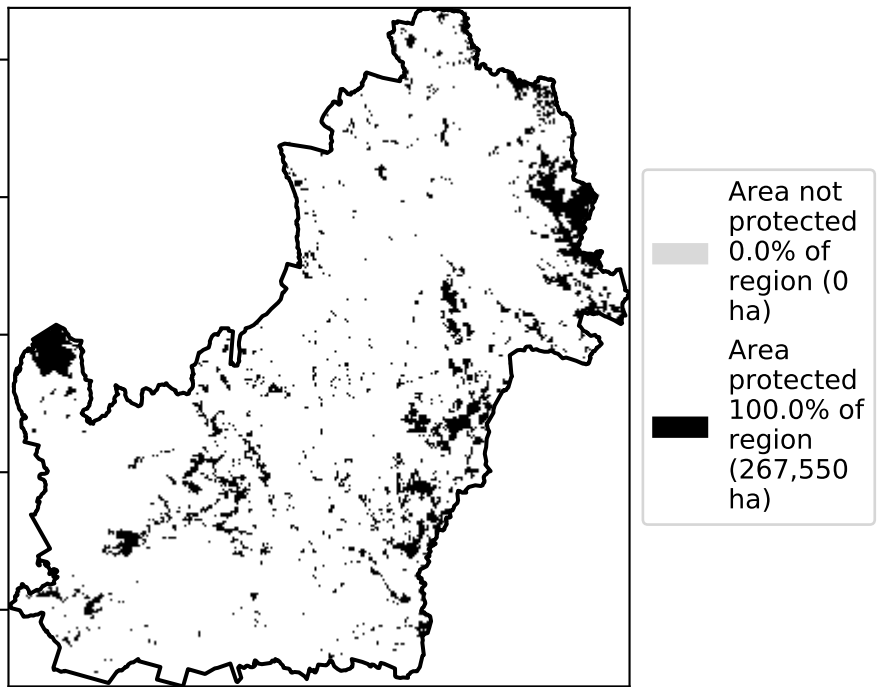 Area not
protected
0.0% of
region (0
ha)
Area
protected
100.0% of
region
(267,550
ha)